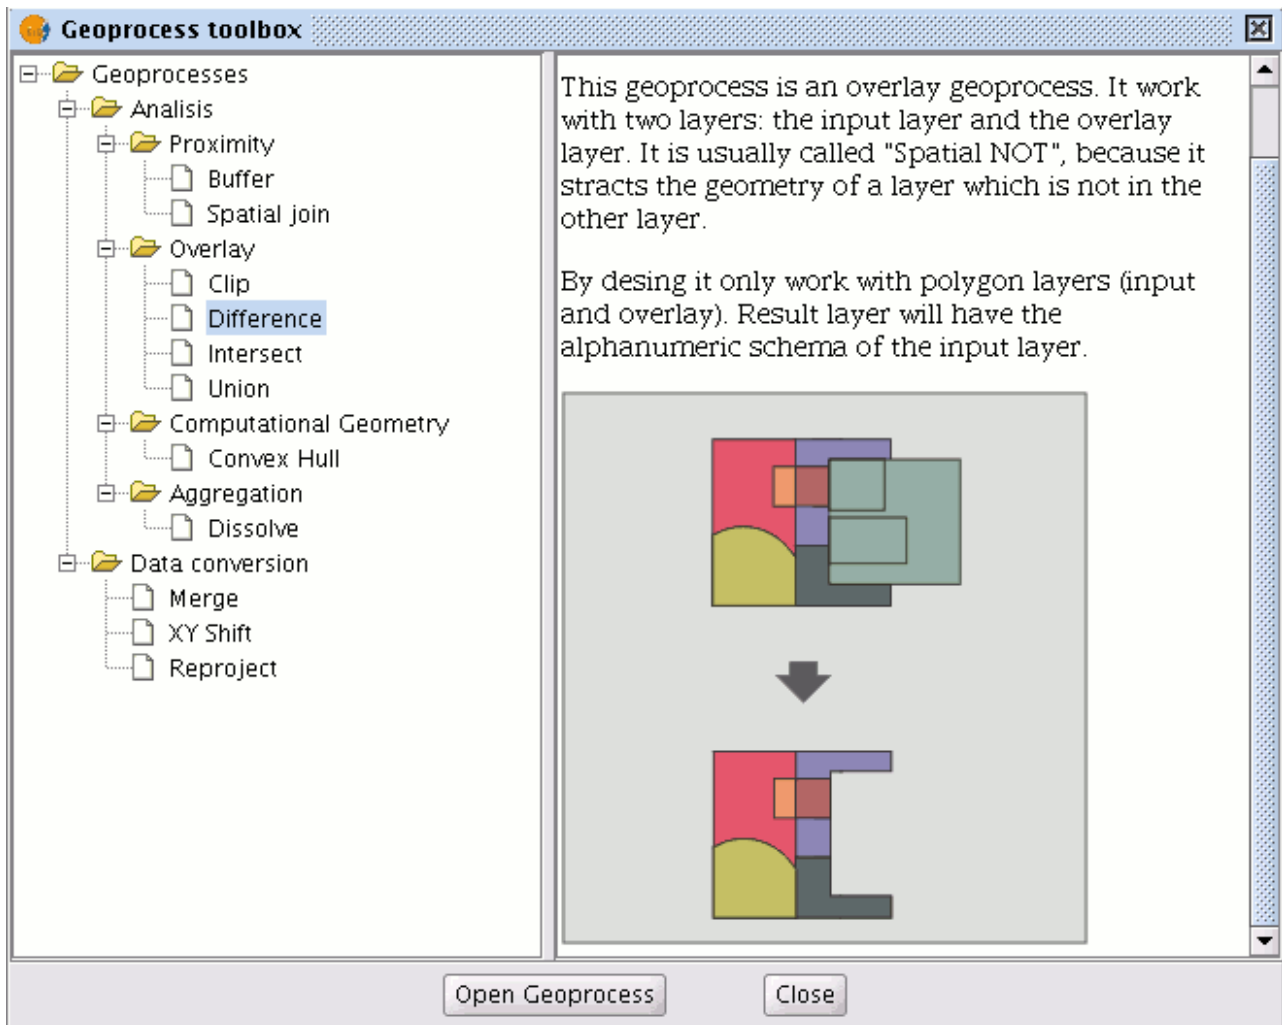 Geoprocess toolbox
Geoprocesses
Analisis
Proximity
Buffer
Spatial join
Overlay
Clip
Difference
Intersect
Union
Computational Geometry
Convex Hull
Aggregation
Dissolve
Data conversion
Merge
XY Shift
Reproject
This geoprocess is an overlay geoprocess. It work
with two layers: the input layer and the overlay
layer. It is usually called "Spatial NOT", because it
stracts the geometry of a layer which is not in the
other layer.
By desing it only work with polygon layers (input
and overlay). Result layer will have the
alphanumeric schema of the input layer.
Open Geoprocess
Close